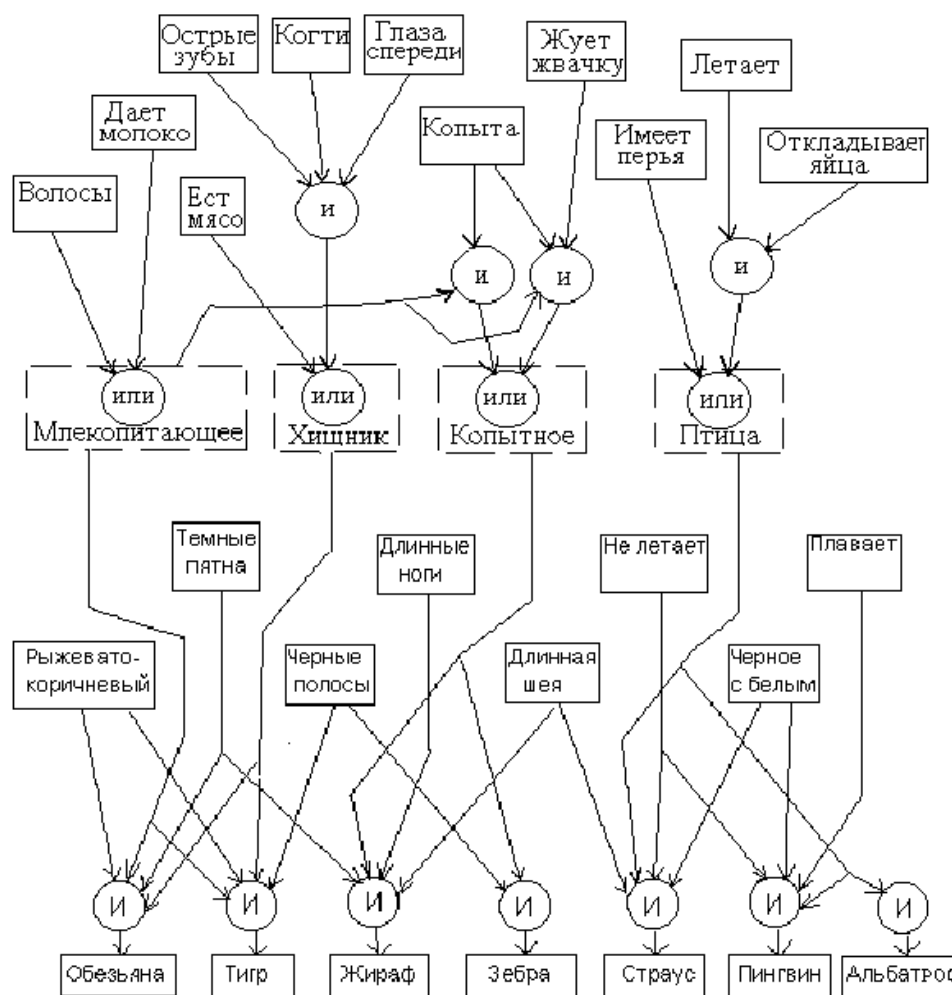 Острые
зубы
Когти
Глаза
спереди
Жует
жвачку
Летает
Дает
молоко
Копыта
Имеет
перья
Откладывает
яйца
Волосы
Ест
мясо
и
и
и
и
или
или
или
или
Млекопитающее
Хищник
Копытное
Птица
Темные
пятна
Длинные
ноги
Не летает
Плавает
Рыжевато-
коричневый
Черные
полосы
Длинная
шея
Черное
с белым
И
И
И
И
И
И
И
Обезьяна
Тигр
Жираф
Зебра
Страус
Пингвин
Альбатрос